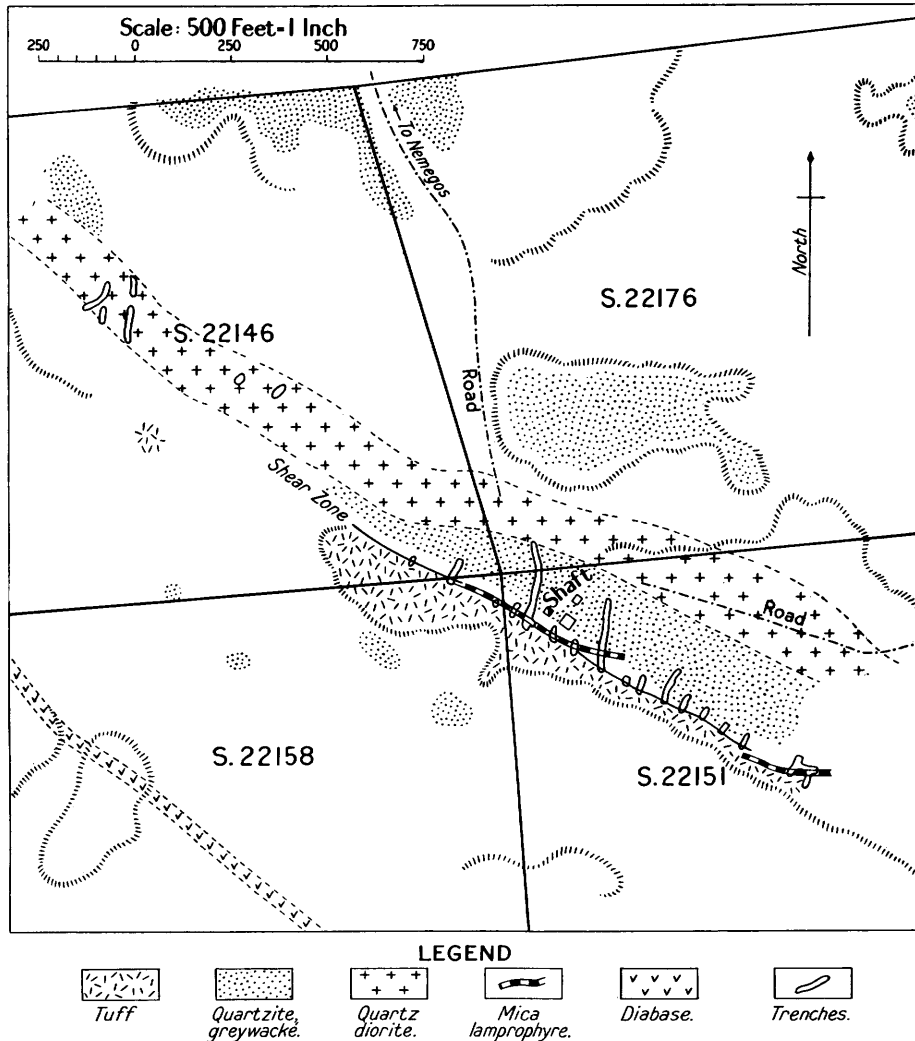 Scale: 500 Feet-1 Inch
250 0 250 500 750
To Nemegos
North
S.22176
S.22146
Road
Shear Zone
Shaft
Road
S.22158
S.22151
LEGEND
Tuff
Quartzite, greywacke.
Quartz diorite.
Mica lamprophyre.
Diabase.
Trenches.